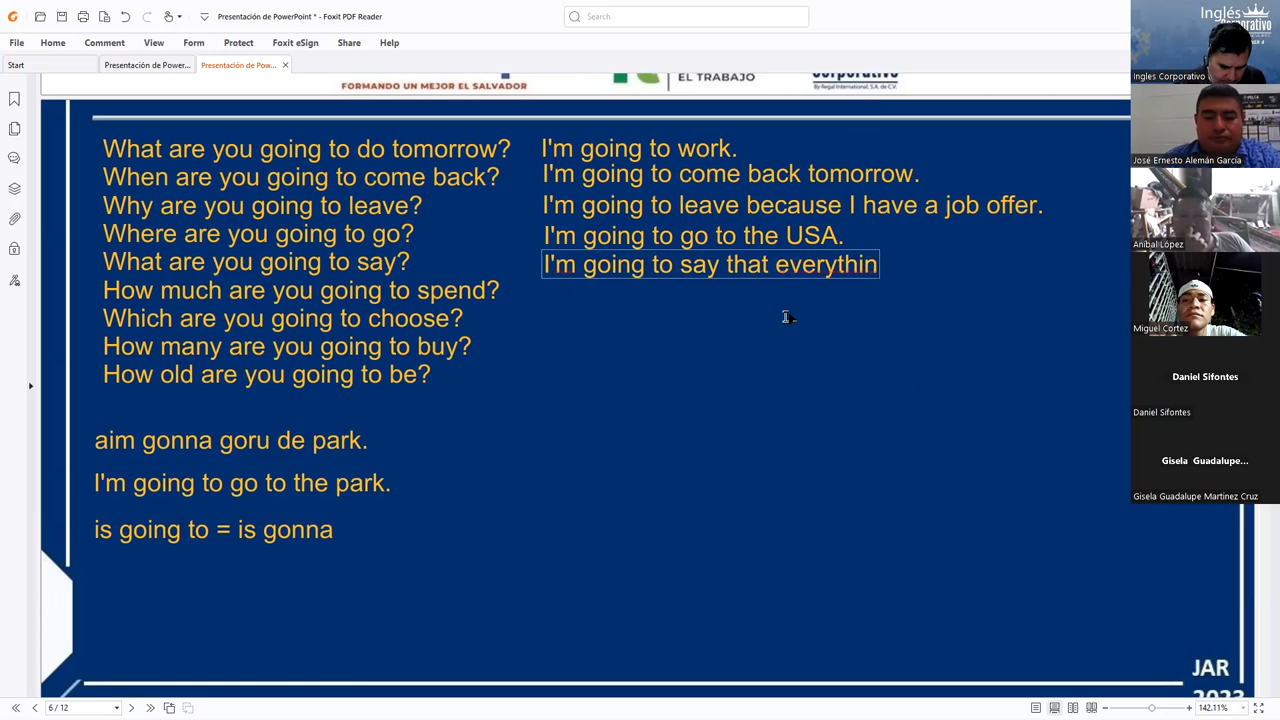 Presentación de PowerPoint * - Foxit PDF Reader
Search
File Home Comment View Form Protect Foxit eSign Share Help
Start
Presentación de Power...
Presentación de Pow...
FORMANDO UN MEJOR EL SALVADOR
EL TRABAJO
By Regal International, S.A. de C.V.
What are you going to do tomorrow?
When are you going to come back?
Why are you going to leave?
Where are you going to go?
What are you going to say?
How much are you going to spend?
Which are you going to choose?
How many are you going to buy?
How old are you going to be?
I'm going to work.
I'm going to come back tomorrow.
I'm going to leave because I have a job offer.
I'm going to go to the USA.
I'm going to say that everythin
aim gonna goru de park.
I'm going to go to the park.
is going to = is gonna
JAR
2023
Inglés
Corporativo
Ingles Corporativo
José Ernesto Alemán García
Aníbal López
Miguel Cortez
Daniel Sifontes
Daniel Sifontes
Gisela Guadalupe...
Gisela Guadalupe Martinez Cruz
6 / 12
142.11%